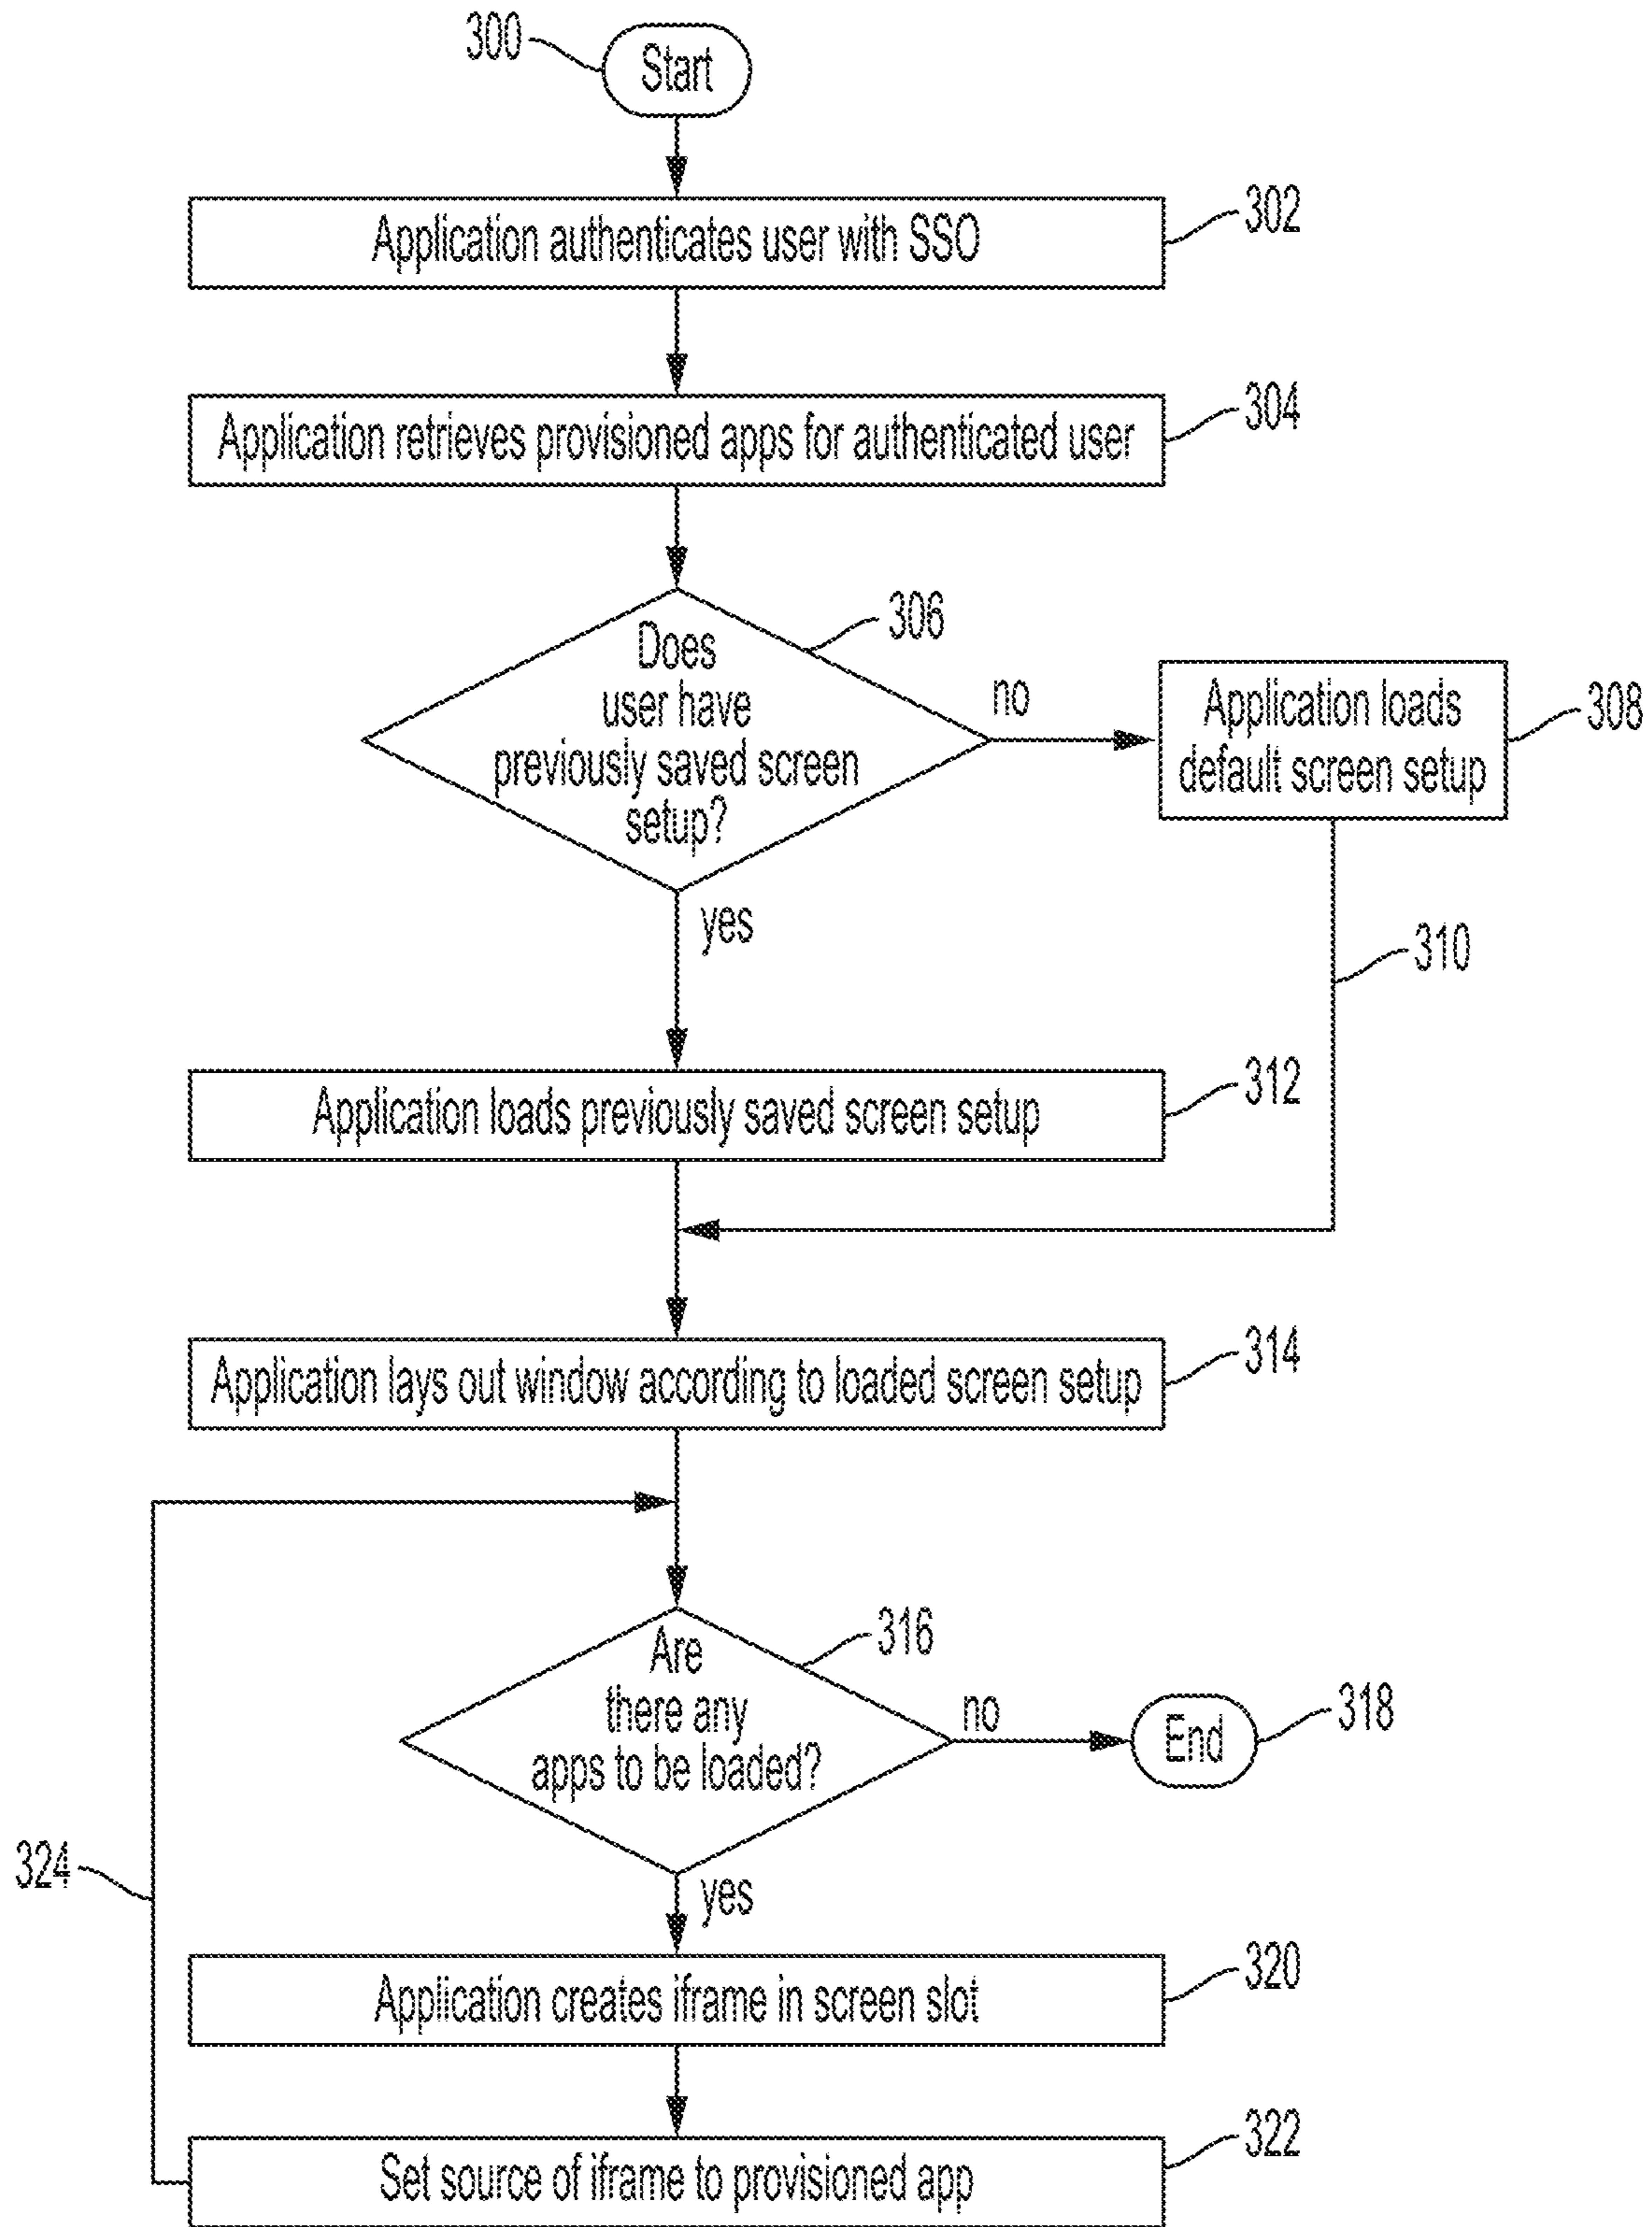 300
Start
302
Application authenticates user with SSO
304
Application retrieves provisioned apps for authenticated user
306
Does
user have
previously saved screen
setup?
no
Application loads
default screen setup
308
yes
310
312
Application loads previously saved screen setup
314
Application lays out window according to loaded screen setup
316
Are
there any
apps to be loaded?
no
End
318
324
yes
320
Application creates iframe in screen slot
322
Set source of iframe to provisioned app